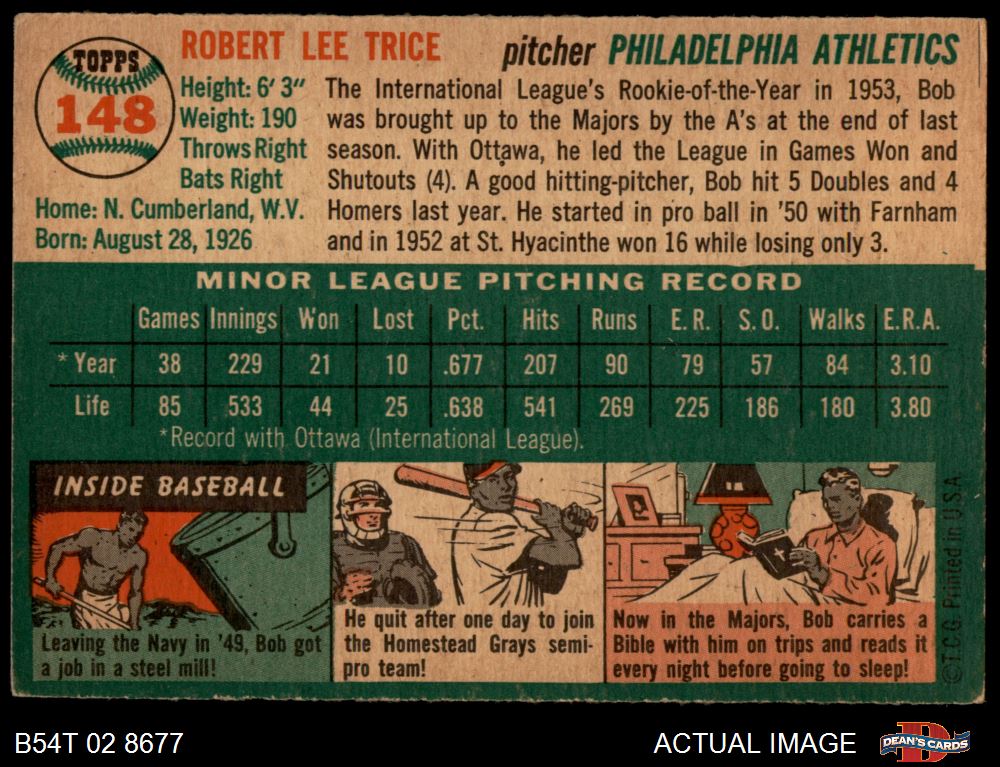 TOPPS
148
ROBERT LEE TRICE
pitcher PHILADELPHIA ATHLETICS
Height: 6' 3"
Weight: 190
Throws Right
Bats Right
Home: N. Cumberland, W.V.
Born: August 28, 1926
The International League's Rookie-of-the-Year in 1953, Bob
was brought up to the Majors by the A's at the end of last
season. With Ottawa, he led the League in Games Won and
Shutouts (4). A good hitting-pitcher, Bob hit 5 Doubles and 4
Homers last year. He started in pro ball in '50 with Farnham
and in 1952 at St. Hyacinthe won 16 while losing only 3.
MINOR LEAGUE PITCHING RECORD
Games Innings Won Lost Pct. Hits Runs E. R. S. O. Walks E.R.A.
* Year 38 229 21 10 .677 207 90 79 57 84 3.10
Life 85 533 44 25 .638 541 269 225 186 180 3.80
*Record with Ottawa (International League).
INSIDE BASEBALL
Leaving the Navy in '49, Bob got
a job in a steel mill!
He quit after one day to join
the Homestead Grays semi-
pro team!
Now in the Majors, Bob carries a
Bible with him on trips and reads it
every night before going to sleep!
©T.C.G. Printed in U.S.A.
B54T 02 8677
ACTUAL IMAGE
DEAN'S CARDS